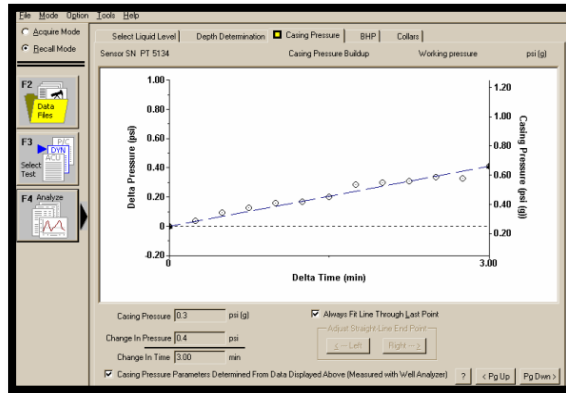 File Mode Option Tools Help
Acquire Mode
Recall Mode
Select Liquid Level Depth Determination Casing Pressure BHP Collars
Sensor SN PT 5134 Casing Pressure Buildup Working pressure psi (g)
F2
Data
Files
F3
P/C
DYN
ACU
Select
Test
F4 Analyze
Delta Pressure (psi)
1.00
0.80
0.60
0.40
0.20
0
-0.20
Casing Pressure (psi (g))
1.20
1.00
0.80
0.60
0.40
0.20
0 3.00
Delta Time (min)
Casing Pressure 0.3 psi (g)
Always Fit Line Through Last Point
Change In Pressure 0.4 psi
Adjust Straight-Line End Point
< -- Left Right -- >
Change In Time 3.00 min
Casing Pressure Parameters Determined From Data Displayed Above (Measured with Well Analyzer) ? < Pg Up Pg Dwn >